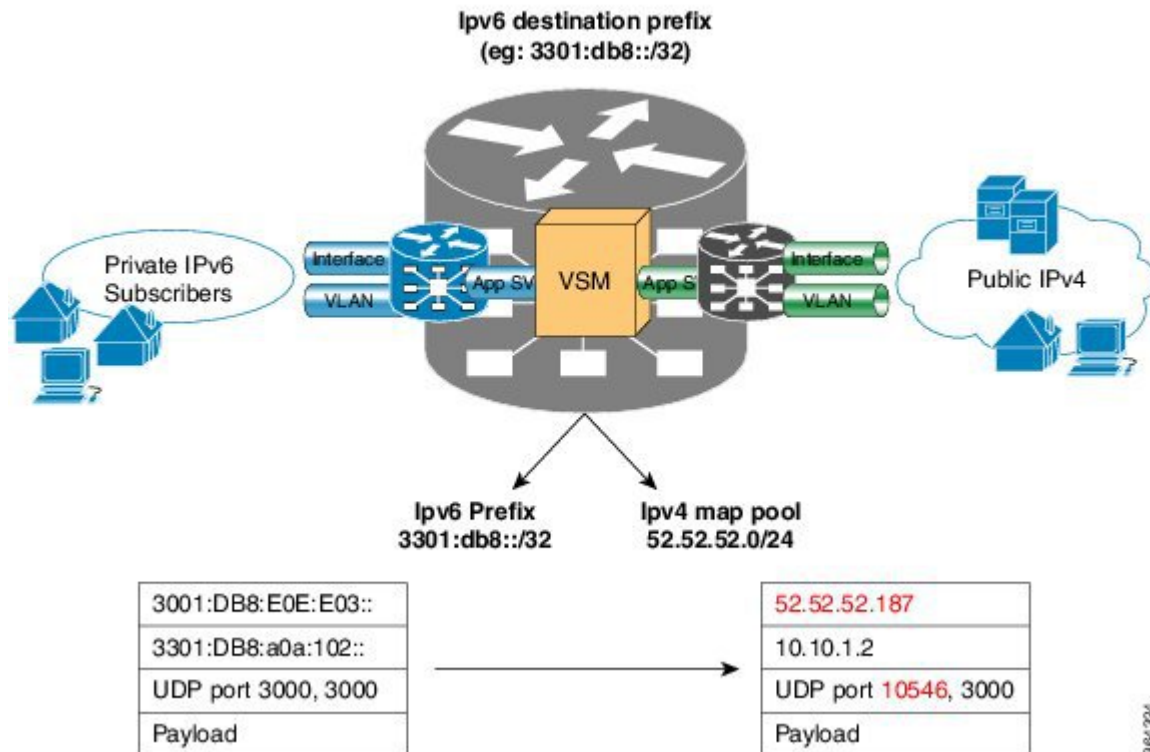 Ipv6 destination prefix
(eg: 3301:db8::/32)
Private IPv6
Subscribers
Interface
VLAN
App SV
VSM
App SV
Interface
VLAN
Public IPv4
Ipv6 Prefix
3301:db8::/32
Ipv4 map pool
52.52.52.0/24
3001:DB8:E0E:E03::
3301:DB8:a0a:102::
UDP port 3000, 3000
Payload
52.52.52.187
10.10.1.2
UDP port 10546, 3000
Payload